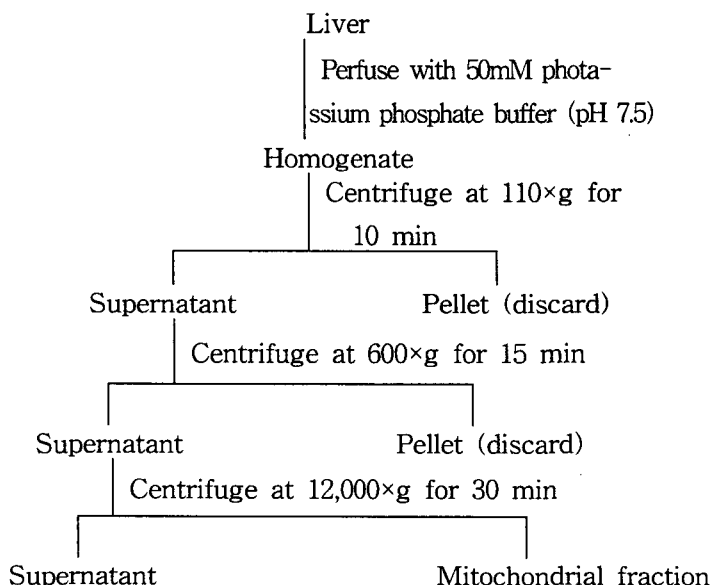 Liver
Perfuse with 50mM phota-
ssium phosphate buffer (pH 7.5)
Homogenate
Centrifuge at 110×g for
10 min
Supernatant Pellet (discard)
Centrifuge at 600×g for 15 min
Supernatant Pellet (discard)
Centrifuge at 12,000×g for 30 min
Supernatant Mitochondrial fraction